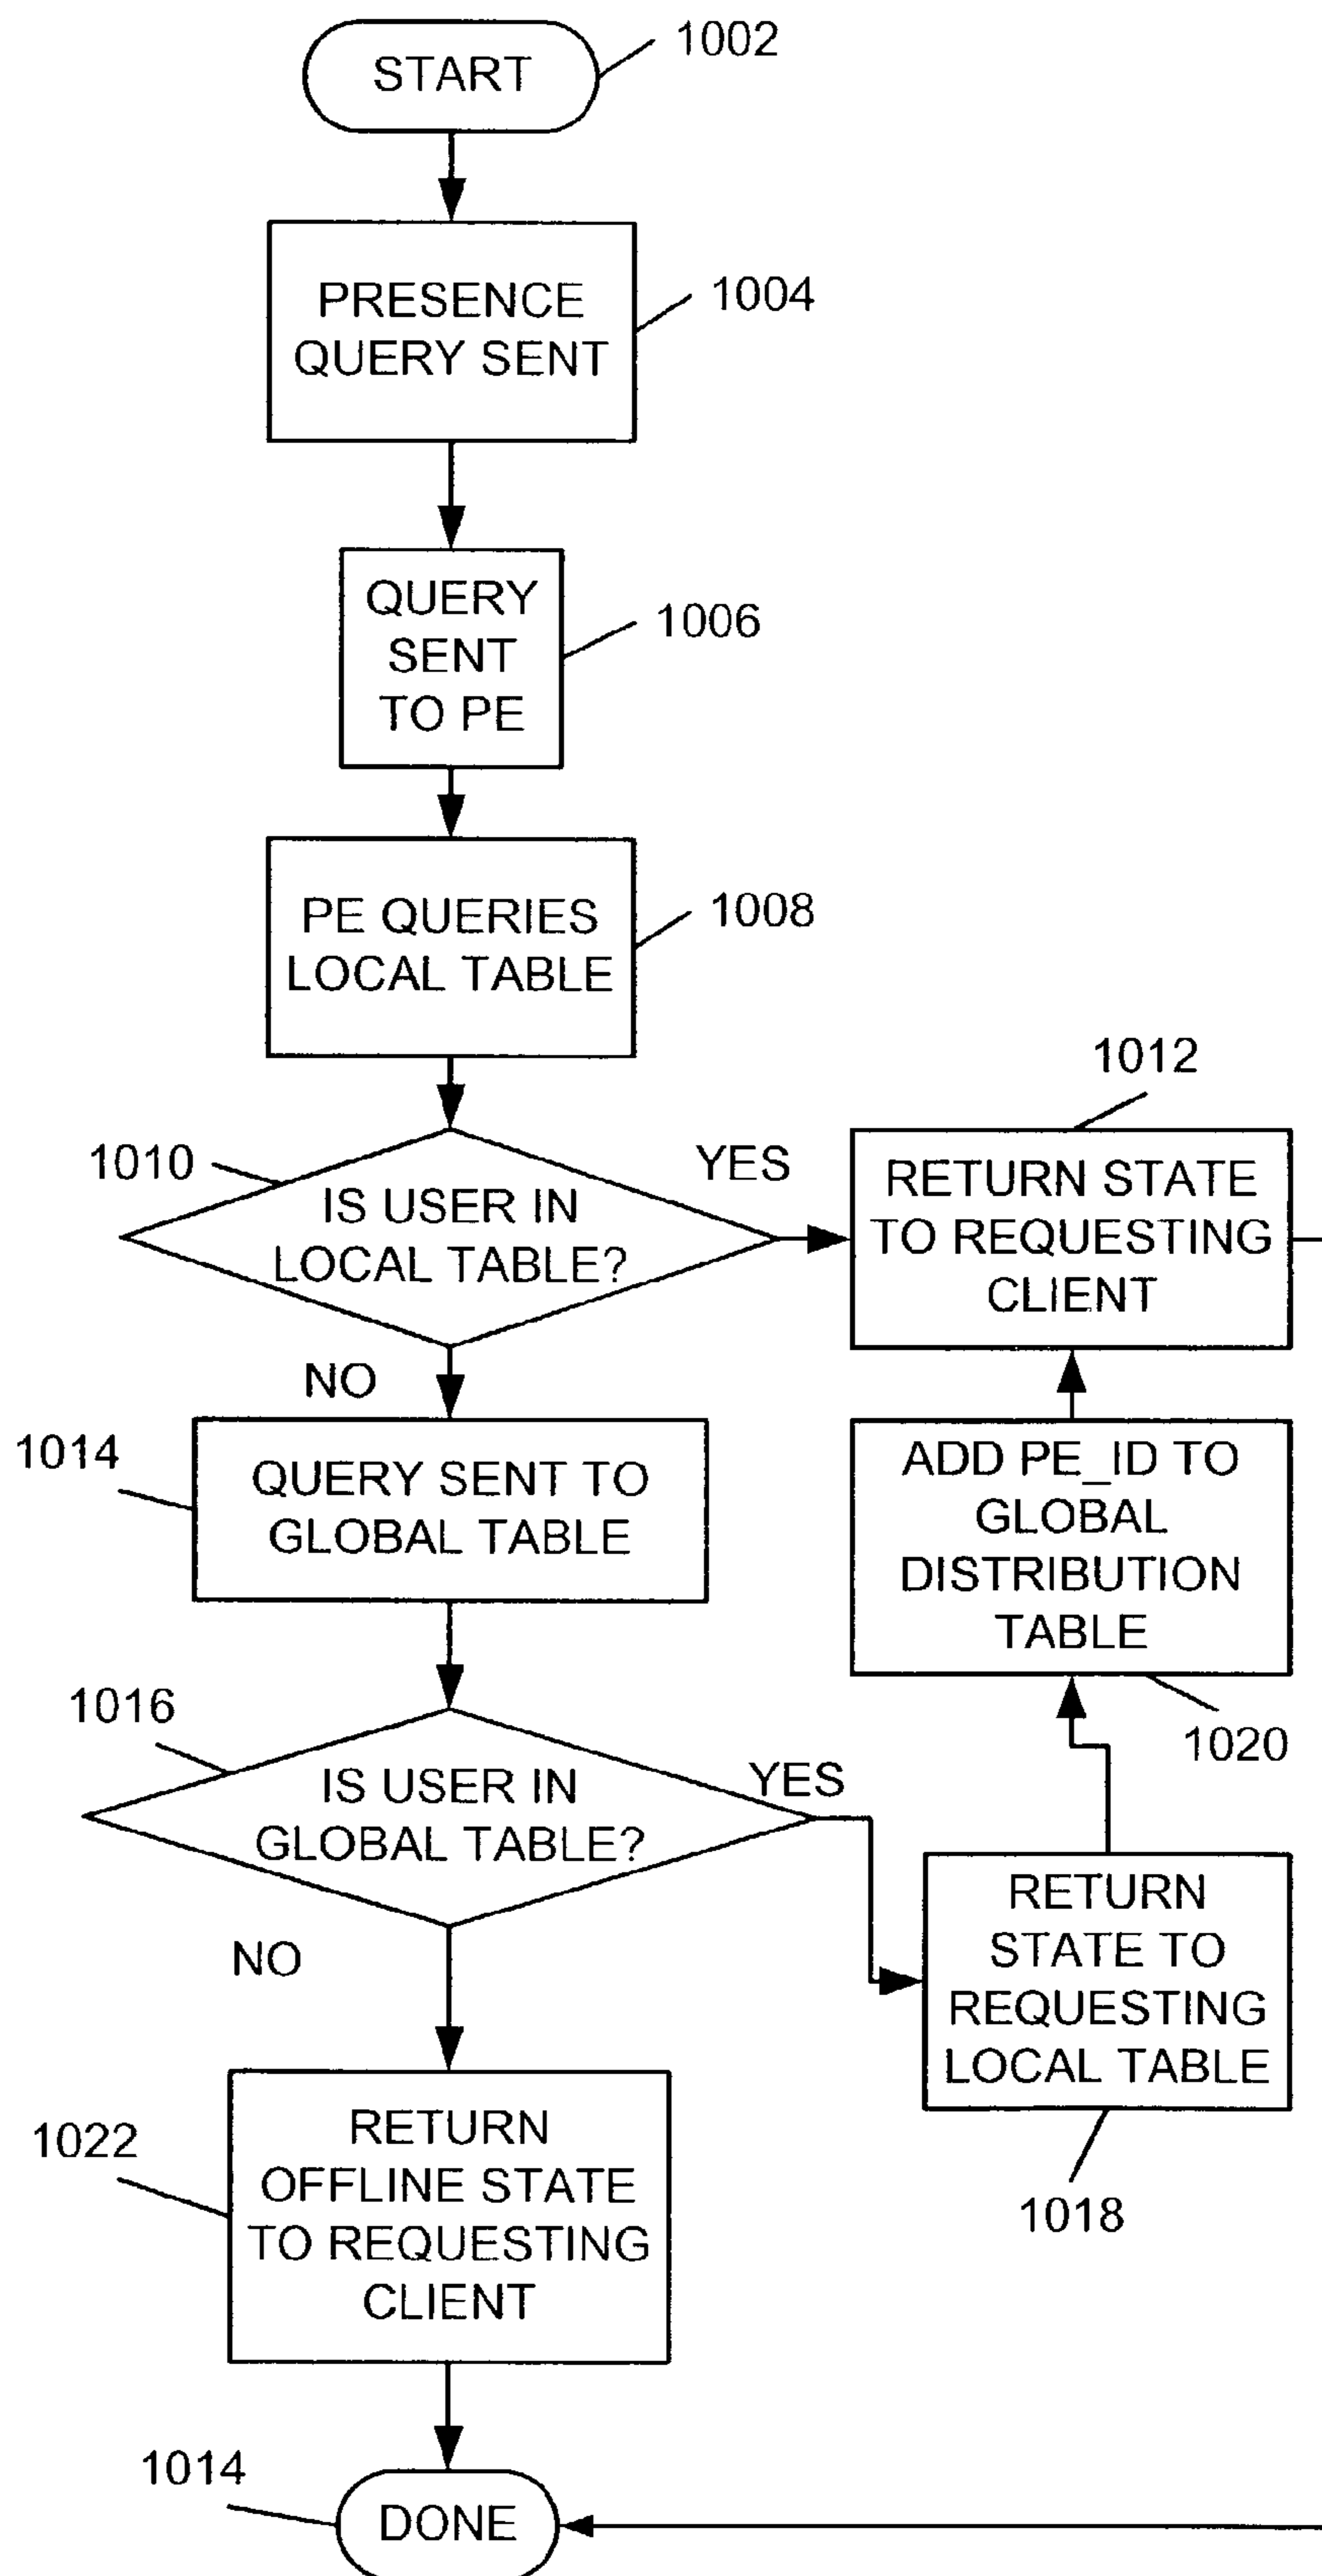 START
1002
PRESENCE
QUERY SENT
1004
QUERY
SENT
TO PE
1006
PE QUERIES
LOCAL TABLE
1008
1010
IS USER IN
LOCAL TABLE?
YES
NO
1012
RETURN STATE
TO REQUESTING
CLIENT
1014
QUERY SENT TO
GLOBAL TABLE
ADD PE_ID TO
GLOBAL
DISTRIBUTION
TABLE
1020
1016
IS USER IN
GLOBAL TABLE?
YES
NO
RETURN
STATE TO
REQUESTING
LOCAL TABLE
1018
1022
RETURN
OFFLINE STATE
TO REQUESTING
CLIENT
1014
DONE